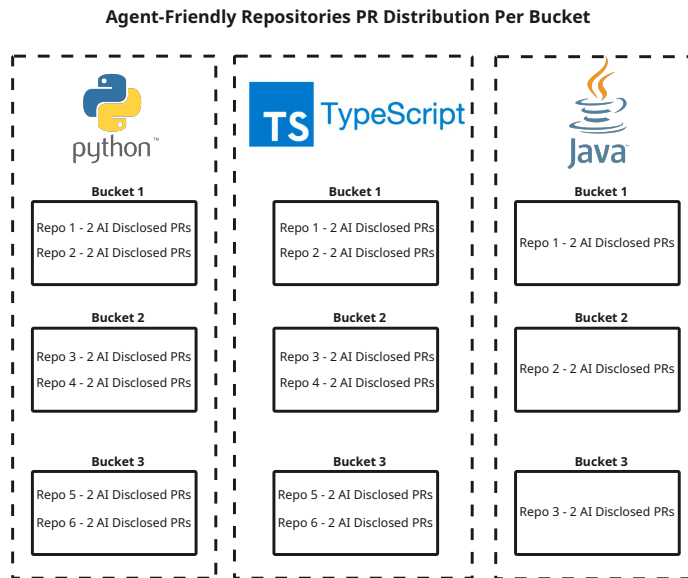 Agent-Friendly Repositories PR Distribution Per Bucket
python™
Bucket 1
Repo 1 - 2 AI Disclosed PRs
Repo 2 - 2 AI Disclosed PRs
Bucket 2
Repo 3 - 2 AI Disclosed PRs
Repo 4 - 2 AI Disclosed PRs
Bucket 3
Repo 5 - 2 AI Disclosed PRs
Repo 6 - 2 AI Disclosed PRs
TS TypeScript
Bucket 1
Repo 1 - 2 AI Disclosed PRs
Repo 2 - 2 AI Disclosed PRs
Bucket 2
Repo 3 - 2 AI Disclosed PRs
Repo 4 - 2 AI Disclosed PRs
Bucket 3
Repo 5 - 2 AI Disclosed PRs
Repo 6 - 2 AI Disclosed PRs
Java
Bucket 1
Repo 1 - 2 AI Disclosed PRs
Bucket 2
Repo 2 - 2 AI Disclosed PRs
Bucket 3
Repo 3 - 2 AI Disclosed PRs